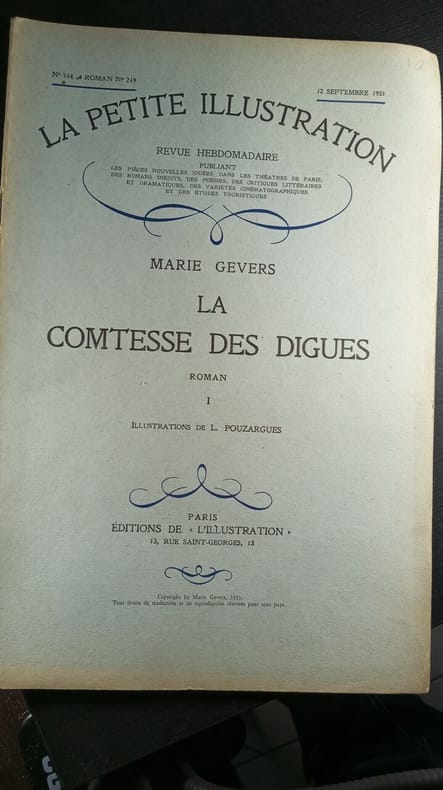 Nº 544 ROMAN Nº 249
12 SEPTEMBRE 1931
LA PETITE ILLUSTRATION
REVUE HEBDOMADAIRE
PUBLIANT
LES PIÈCES NOUVELLES JOUÉES DANS LES THÉATRES DE PARIS,
DES ROMANS INÉDITS, DES POÈMES, DES CRITIQUES LITTÉRAIRES
ET DRAMATIQUES, DES VARIÉTÉS CINÉMATOGRAPHIQUES
ET DES ÉTUDES TOURISTIQUES
MARIE GEVERS
LA
COMTESSE DES DIGUES
ROMAN
I
ILLUSTRATIONS DE L. POUZARGUES
PARIS
ÉDITIONS DE « L'ILLUSTRATION »
13, RUE SAINT-GEORGES, 13
Copyright by Marie Gevers, 1931.
Tous droits de traduction et de reproduction réservés pour tous pays.